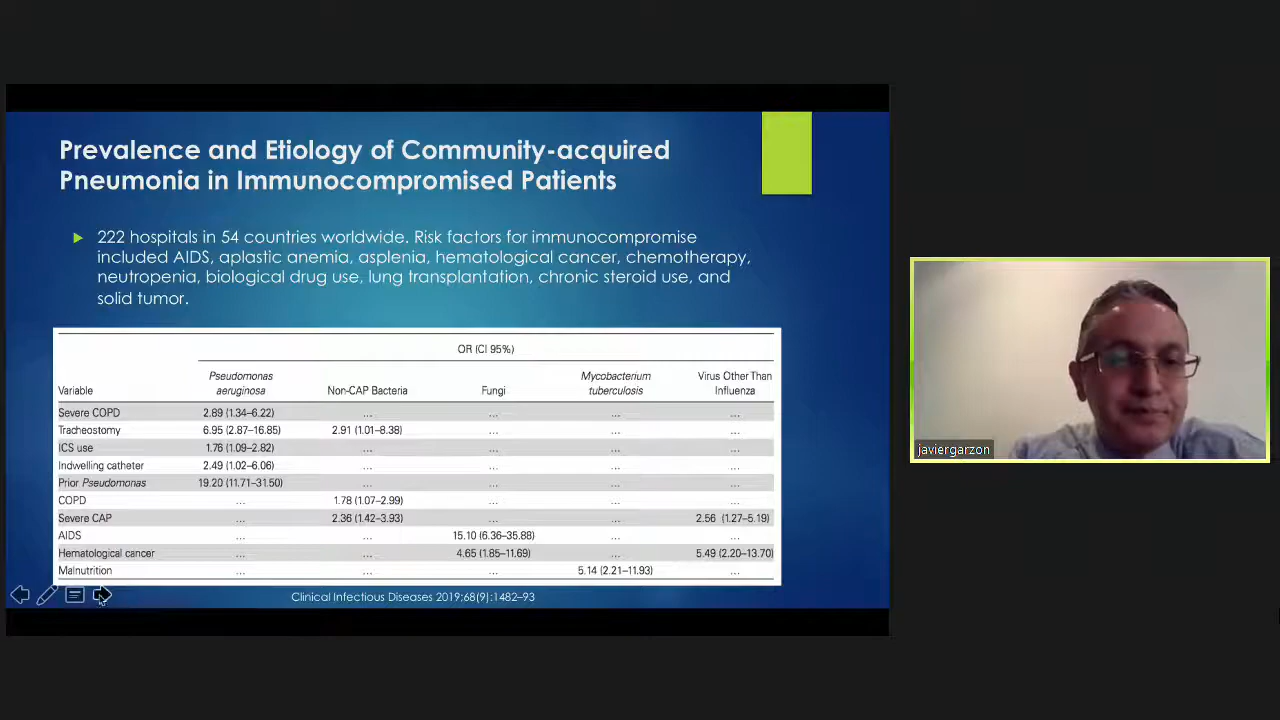 Prevalence and Etiology of Community-acquired
Pneumonia in Immunocompromised Patients
222 hospitals in 54 countries worldwide. Risk factors for immunocompromise
included AIDS, aplastic anemia, asplenia, hematological cancer, chemotherapy,
neutropenia, biological drug use, lung transplantation, chronic steroid use, and
solid tumor.
OR (CI 95%)
Variable Pseudomonas aeruginosa Non-CAP Bacteria Fungi Mycobacterium tuberculosis Virus Other Than Influenza
Severe COPD 2.89 (1.34–6.22) ... ... ... ...
Tracheostomy 6.95 (2.87–16.85) 2.91 (1.01–8.38) ... ... ...
ICS use 1.76 (1.09–2.82) ... ... ... ...
Indwelling catheter 2.49 (1.02–6.06) ... ... ... ...
Prior Pseudomonas 19.20 (11.71–31.50) ... ... ... ...
COPD ... 1.78 (1.07–2.99) ... ... ...
Severe CAP ... 2.36 (1.42–3.93) ... ... 2.56 (1.27–5.19)
AIDS ... ... 15.10 (6.36–35.88) ... ...
Hematological cancer ... ... 4.65 (1.85–11.69) ... 5.49 (2.20–13.70)
Malnutrition ... ... ... 5.14 (2.21–11.93) ...
Clinical Infectious Diseases 2019;68(9):1482–93
javiergarzon